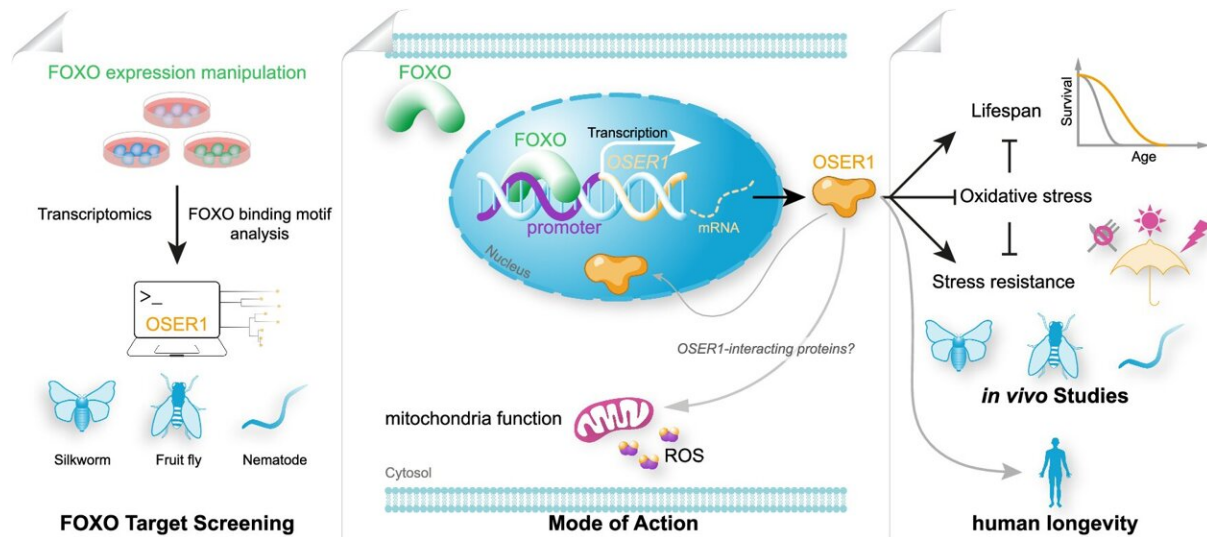 FOXO expression manipulation
Transcriptomics
FOXO binding motif
analysis
>_
OSER1
Silkworm
Fruit fly
Nematode
FOXO Target Screening
FOXO
FOXO
Transcription
OSER1
promoter
mRNA
Nucleus
OSER1
OSER1-interacting proteins?
mitochondria function
ROS
Cytosol
Mode of Action
Survival
Age
Lifespan
Oxidative stress
Stress resistance
in vivo Studies
human longevity